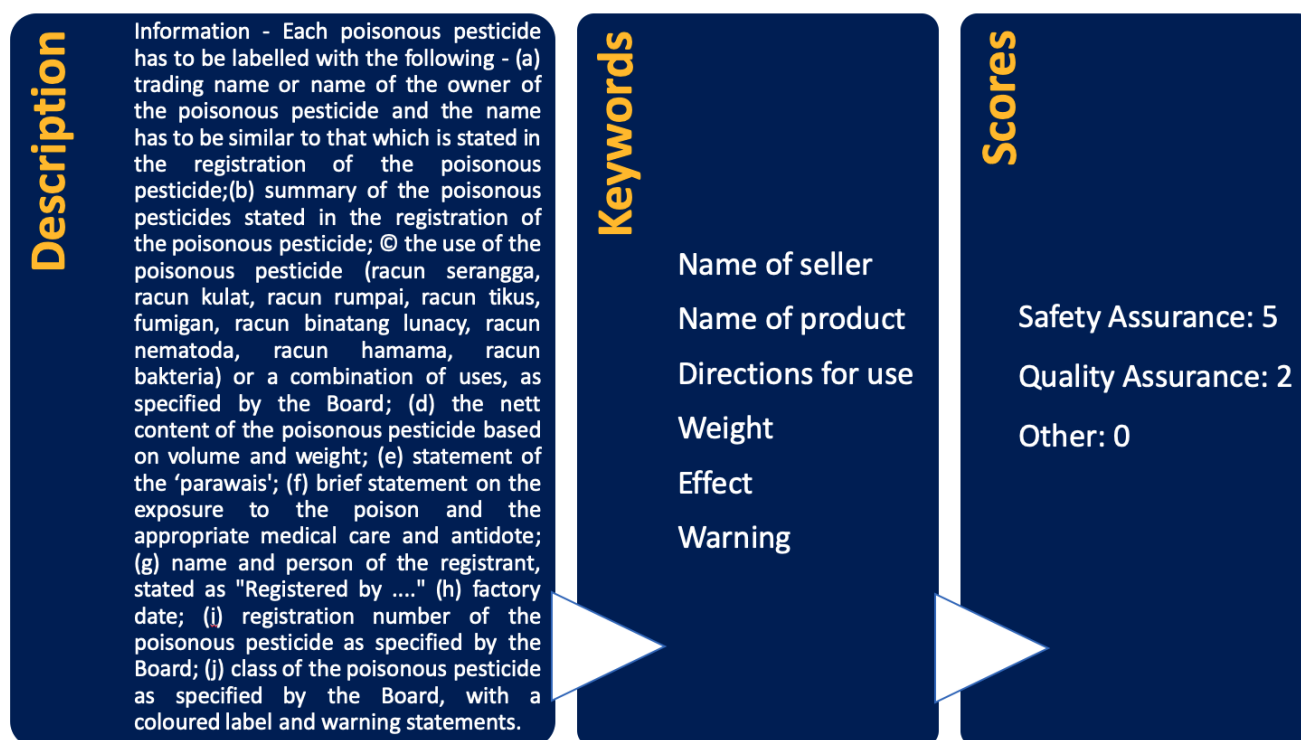 Description
Information - Each poisonous pesticide
has to be labelled with the following - (a)
trading name or name of the owner of
the poisonous pesticide and the name
has to be similar to that which is stated in
the registration of the poisonous
pesticide;(b) summary of the poisonous
pesticides stated in the registration of
the poisonous pesticide; © the use of the
poisonous pesticide (racun serangga,
racun kulat, racun rumpai, racun tikus,
fumigan, racun binatang lunacy, racun
nematoda, racun hamama, racun
bakteria) or a combination of uses, as
specified by the Board; (d) the nett
content of the poisonous pesticide based
on volume and weight; (e) statement of
the ‘parawais'; (f) brief statement on the
exposure to the poison and the
appropriate medical care and antidote;
(g) name and person of the registrant,
stated as "Registered by ...." (h) factory
date; (i) registration number of the
poisonous pesticide as specified by the
Board; (j) class of the poisonous pesticide
as specified by the Board, with a
coloured label and warning statements.
Keywords
Name of seller
Name of product
Directions for use
Weight
Effect
Warning
Scores
Safety Assurance: 5
Quality Assurance: 2
Other: 0